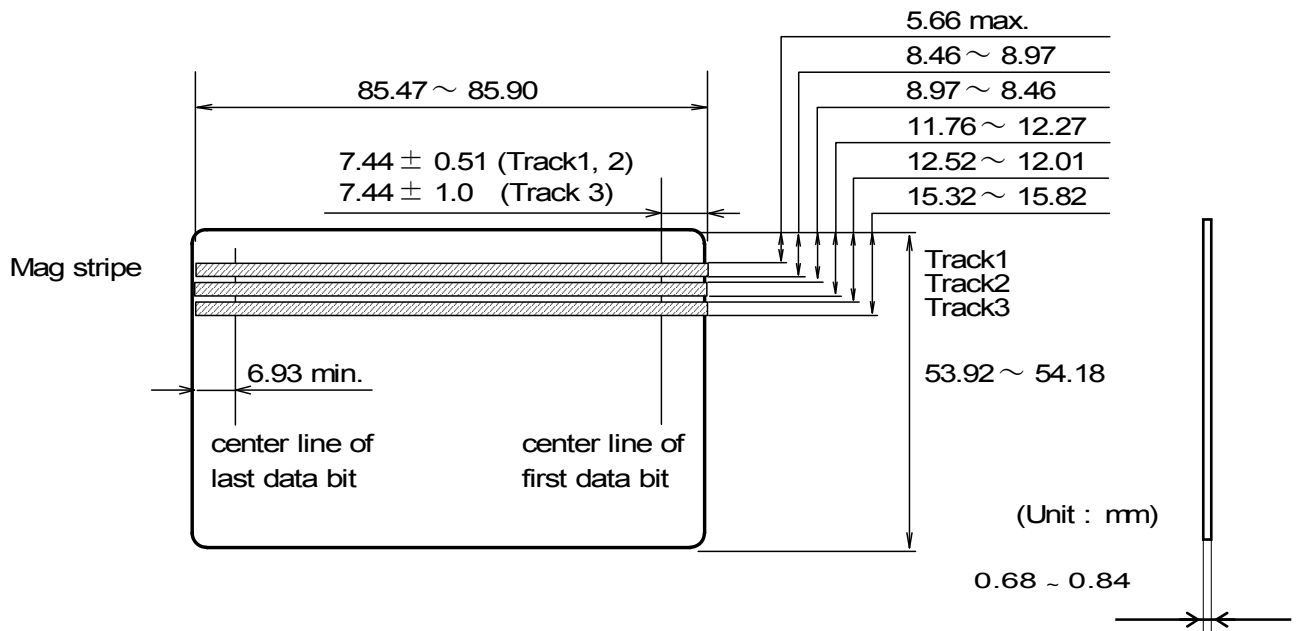 5.66 max.
8.46～ 8.97
85.47～ 85.90
8.97～ 8.46
11.76～ 12.27
7.44 ± 0.51 (Track1, 2)
12.52～ 12.01
7.44 ± 1.0 (Track 3)
15.32～ 15.82
Mag stripe
Track1
Track2
Track3
6.93 min.
53.92～ 54.18
center line of
last data bit
center line of
first data bit
(Unit : mm)
0.68 ~ 0.84